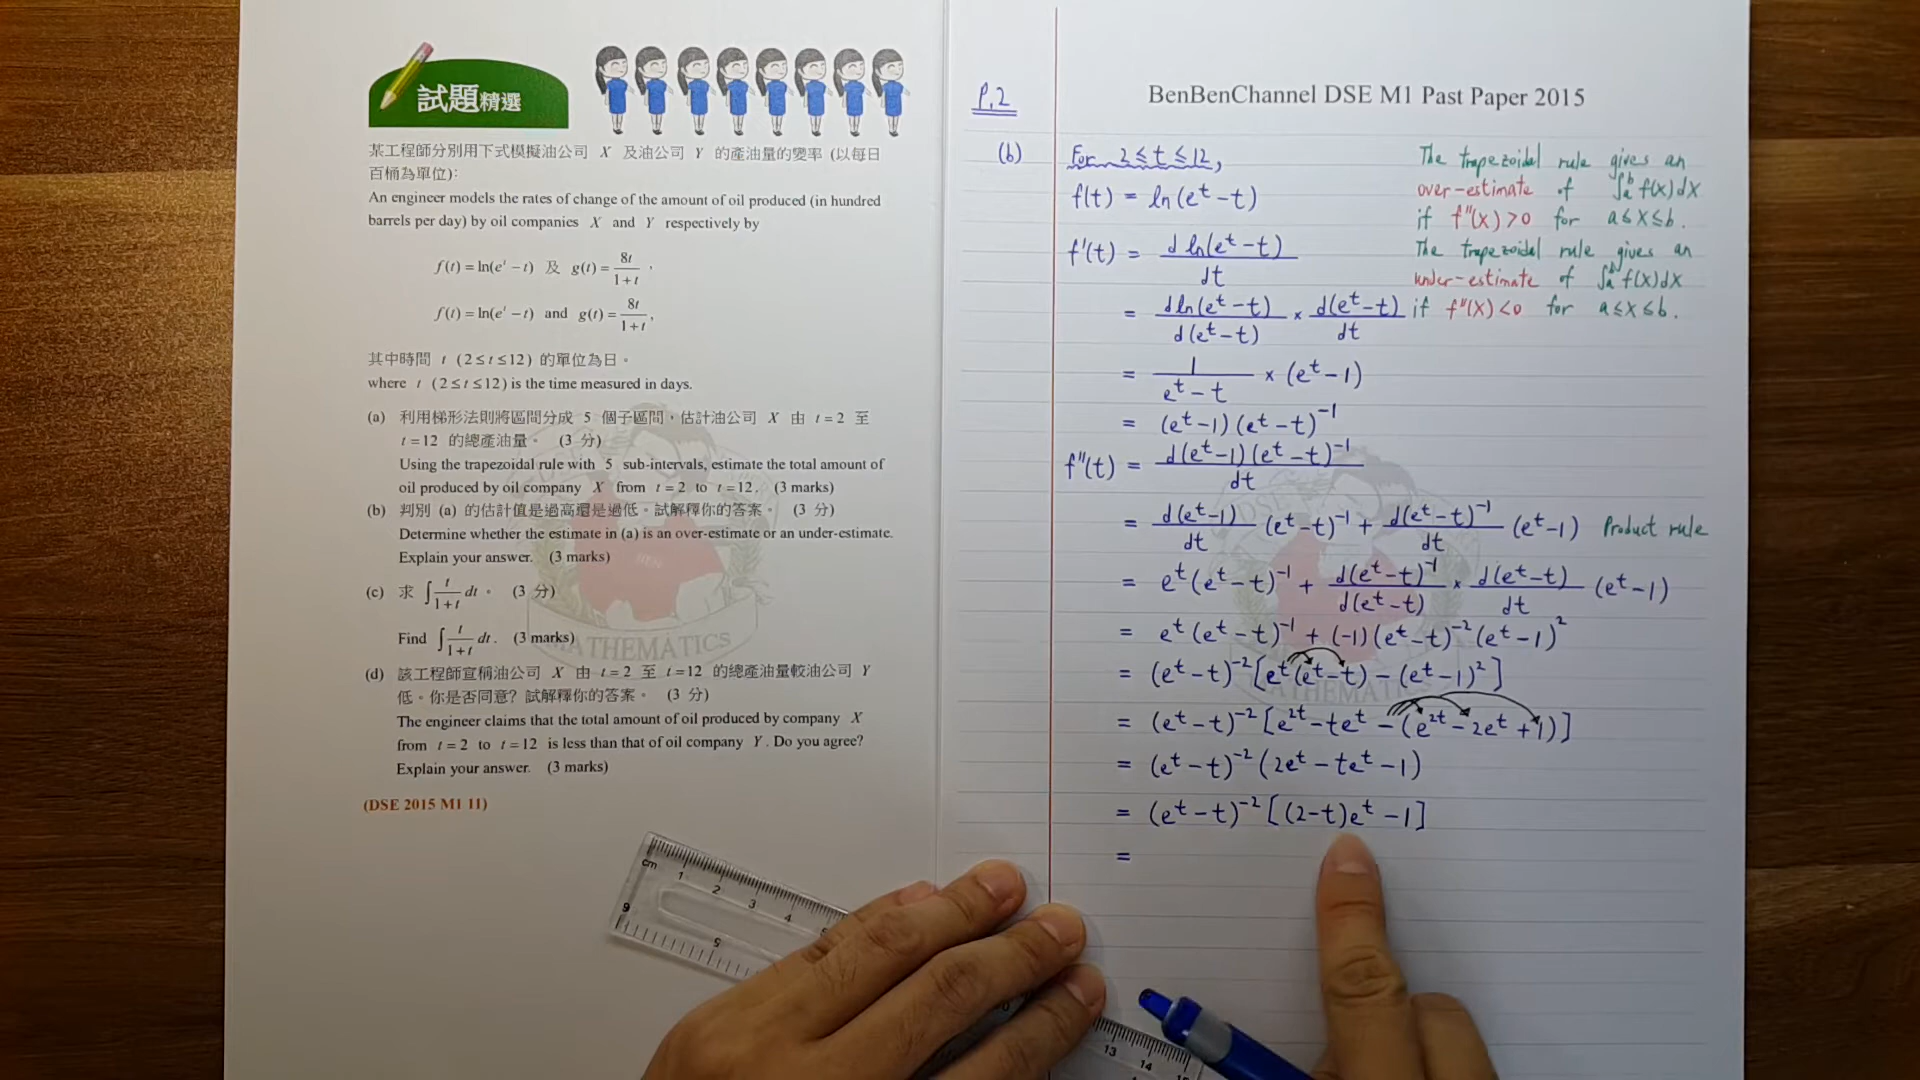 試題精選
某工程師分別用下式模擬油公司 X 及油公司 Y 的產油量的變率 (以每日
百桶為單位)：
An engineer models the rates of change of the amount of oil produced (in hundred
barrels per day) by oil companies X and Y respectively by
f(t) = ln(e^t − t) 及 g(t) = 8t/(1+t) ，
f(t) = ln(e^t − t) and g(t) = 8t/(1+t),
其中時間 t (2 ≤ t ≤ 12) 的單位為日。
where t (2 ≤ t ≤ 12) is the time measured in days.
(a) 利用梯形法則將區間分成 5 個子區間，估計油公司 X 由 t = 2 至
t = 12 的總產油量。 (3 分)
Using the trapezoidal rule with 5 sub-intervals, estimate the total amount of
oil produced by oil company X from t = 2 to t = 12. (3 marks)
(b) 判別 (a) 的估計值是過高還是過低。試解釋你的答案。 (3 分)
Determine whether the estimate in (a) is an over-estimate or an under-estimate.
Explain your answer. (3 marks)
(c) 求 ∫ t/(1+t) dt 。 (3 分)
Find ∫ t/(1+t) dt. (3 marks)
(d) 該工程師宣稱油公司 X 由 t = 2 至 t = 12 的總產油量較油公司 Y
低。你是否同意? 試解釋你的答案。 (3 分)
The engineer claims that the total amount of oil produced by company X
from t = 2 to t = 12 is less than that of oil company Y. Do you agree?
Explain your answer. (3 marks)
(DSE 2015 M1 11)
MATHEMATICS
cm 1 2 3 4
13 14
P.2
BenBenChannel DSE M1 Past Paper 2015
(b) For 2 ≤ t ≤ 12,
f(t) = ln(e^t − t)
f'(t) = d ln(e^t − t)/dt
= d ln(e^t − t)/d(e^t − t) × d(e^t − t)/dt
= 1/(e^t − t) × (e^t − 1)
= (e^t − 1)(e^t − t)^−1
f''(t) = d(e^t − 1)(e^t − t)^−1/dt
= d(e^t − 1)/dt (e^t − t)^−1 + d(e^t − t)^−1/dt (e^t − 1) Product rule
= e^t(e^t − t)^−1 + d(e^t − t)^−1/d(e^t − t) × d(e^t − t)/dt (e^t − 1)
= e^t(e^t − t)^−1 + (−1)(e^t − t)^−2(e^t − 1)^2
= (e^t − t)^−2[e^t(e^t − t) − (e^t − 1)^2]
= (e^t − t)^−2[e^2t − te^t − (e^2t − 2e^t + 1)]
= (e^t − t)^−2(2e^t − te^t − 1)
= (e^t − t)^−2[(2−t)e^t − 1]
=
The trapezoidal rule gives an
over-estimate of ∫_a^b f(x)dx
if f''(x) > 0 for a ≤ x ≤ b.
The trapezoidal rule gives an
under-estimate of ∫_a^b f(x)dx
if f''(x) < 0 for a ≤ x ≤ b.